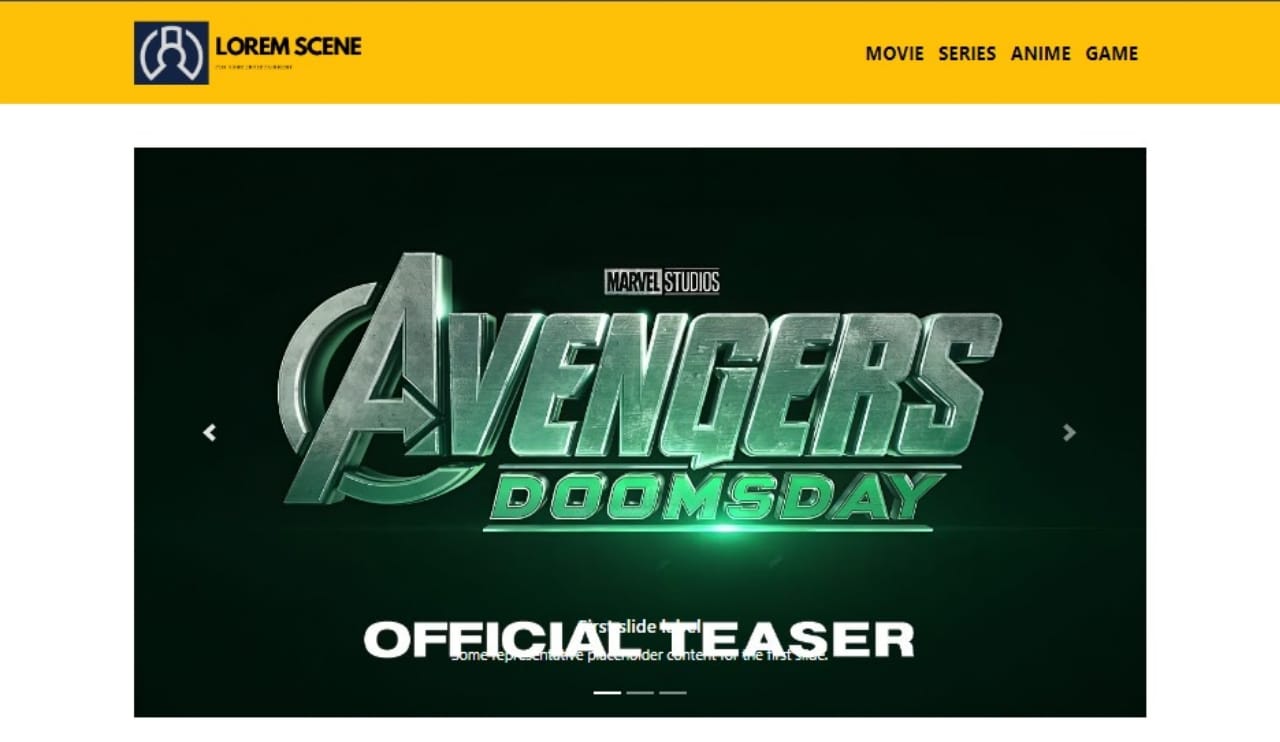 LOREM SCENE
MOVIE SERIES ANIME GAME
MARVEL STUDIOS
AVENGERS
DOOMSDAY
First slide label
OFFICIAL TEASER
Some representative placeholder content for the first slide.